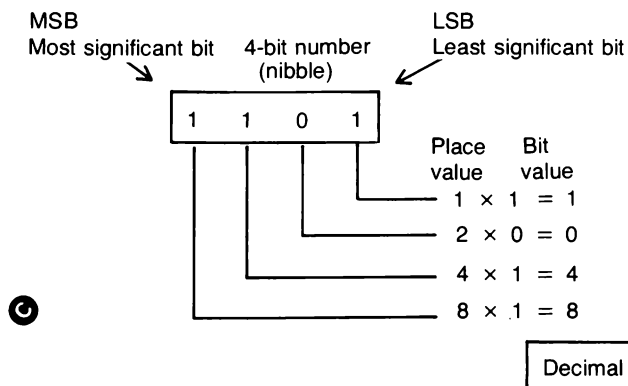 MSB
Most significant bit
4-bit number
(nibble)
LSB
Least significant bit
1 1 0 1
Place value
Bit value
1 × 1 = 1
2 × 0 = 0
4 × 1 = 4
8 × 1 = 8
C
Decimal